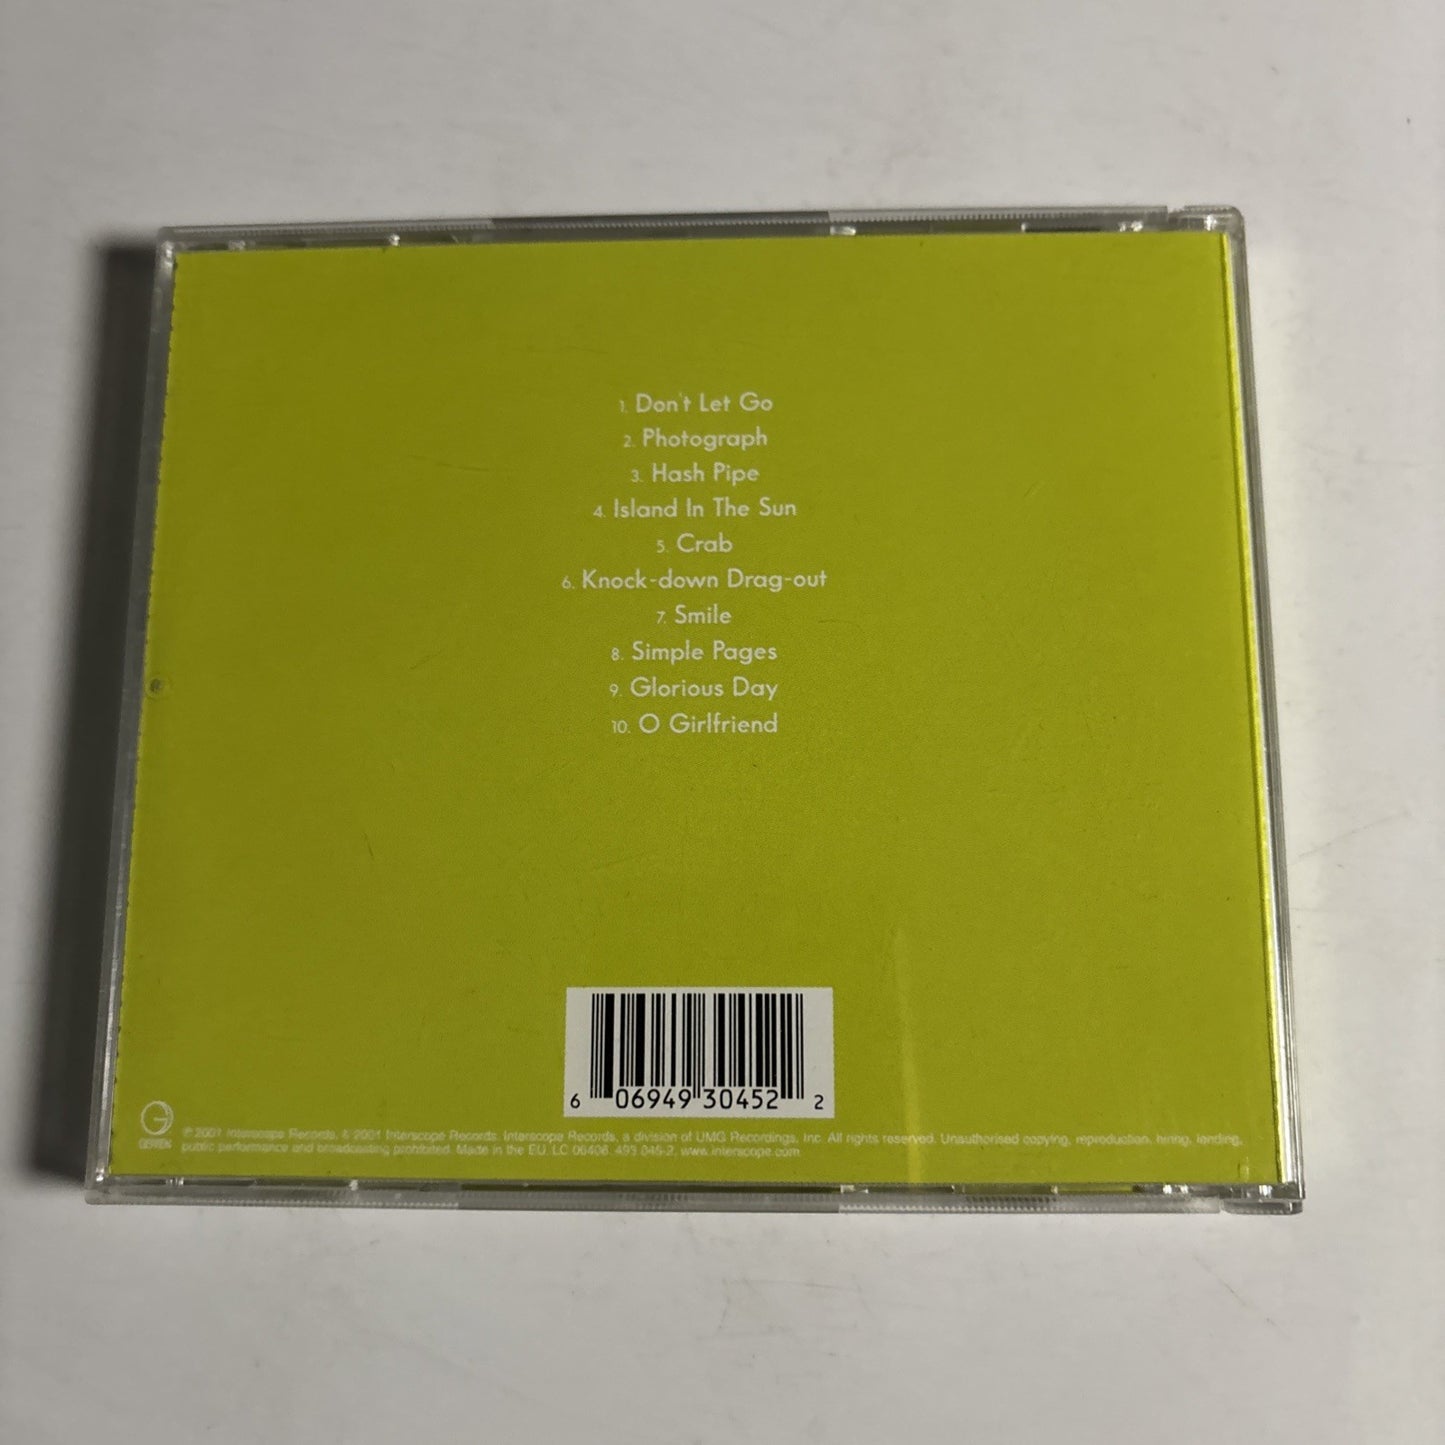 1. Don't Let Go
2. Photograph
3. Hash Pipe
4. Island In The Sun
5. Crab
6. Knock-down Drag-out
7. Smile
8. Simple Pages
9. Glorious Day
10. O Girlfriend
6 06949 30452 2
GEFFEN
℗ 2001 Interscope Records. © 2001 Interscope Records. Interscope Records, a division of UMG Recordings, Inc. All rights reserved. Unauthorised copying, reproduction, hiring, lending,
public performance and broadcasting prohibited. Made in the EU. LC 06406. 493 045-2. www.interscope.com